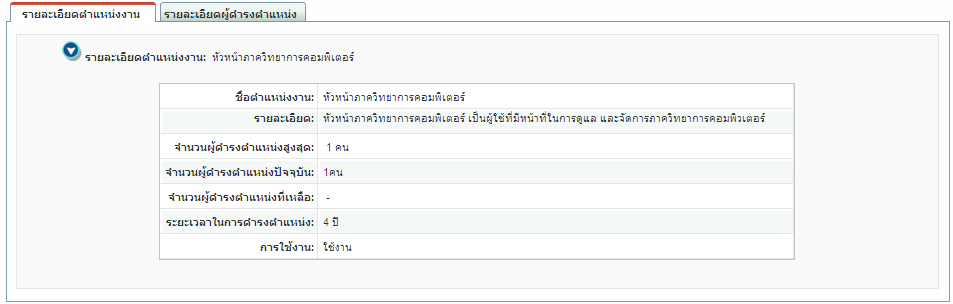 รายละเอียดตำแหน่งงาน รายละเอียดผู้ดำรงตำแหน่ง
รายละเอียดตำแหน่งงาน: หัวหน้าภาควิทยาการคอมพิเตอร์
ชื่อตำแหน่งงาน: หัวหน้าภาควิทยาการคอมพิเตอร์
รายละเอียด: หัวหน้าภาควิทยาการคอมพิเตอร์ เป็นผู้ใช้ที่มีหน้าที่ในการดูแล และจัดการภาควิทยาการคอมพิวเตอร์
จำนวนผู้ดำรงตำแหน่งสูงสุด: 1 คน
จำนวนผู้ดำรงตำแหน่งปัจจุบัน: 1คน
จำนวนผู้ดำรงตำแหน่งที่เหลือ: -
ระยะเวลาในการดำรงตำแหน่ง: 4 ปี
การใช้งาน: ใช้งาน